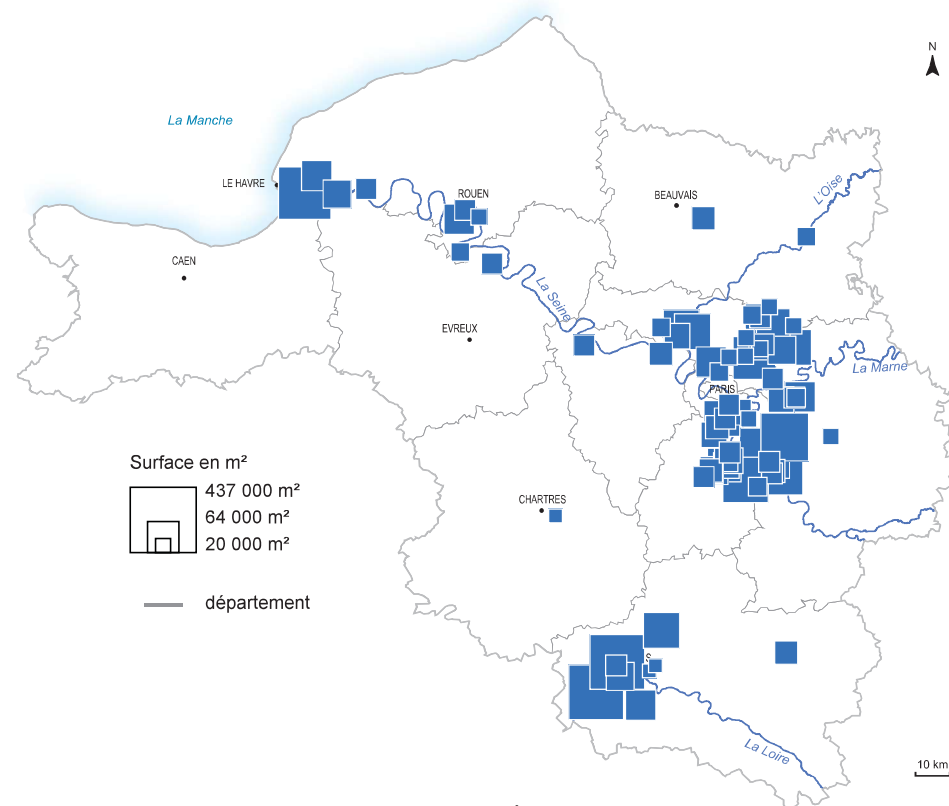 N
La Manche
LE HAVRE
ROUEN
BEAUVAIS
L'Oise
CAEN
La Seine
EVREUX
La Marne
PARIS
Surface en m²
437 000 m²
64 000 m²
20 000 m²
CHARTRES
département
S
La Loire
10 km